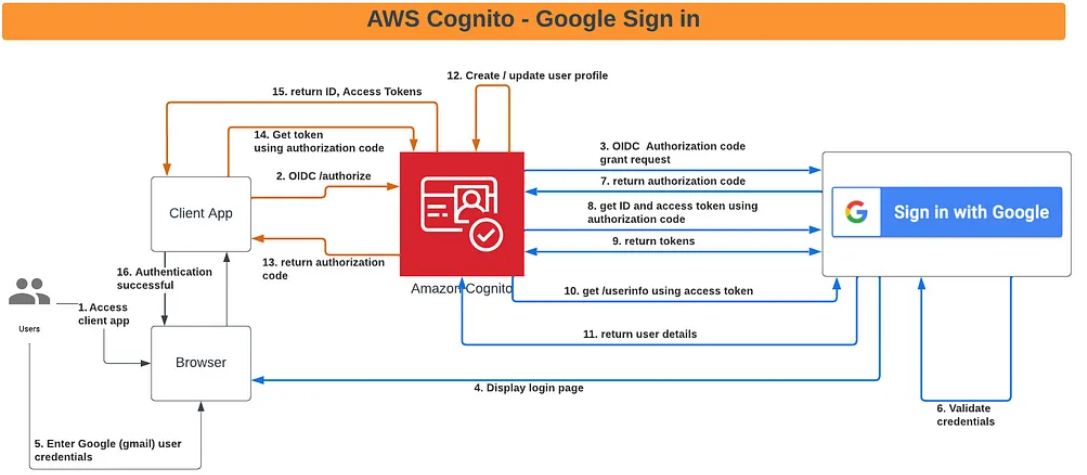 AWS Cognito - Google Sign in
12. Create / update user profile
15. return ID, Access Tokens
14. Get token
using authorization code
3. OIDC Authorization code
grant request
2. OIDC /authorize
7. return authorization code
8. get ID and access token using
authorization code
Client App
Sign in with Google
9. return tokens
13. return authorization
code
16. Authentication
successful
Amazon Cognito
10. get /userinfo using access token
1. Access
client app
Users
11. return user details
Browser
4. Display login page
6. Validate
credentials
5. Enter Google (gmail) user
credentials